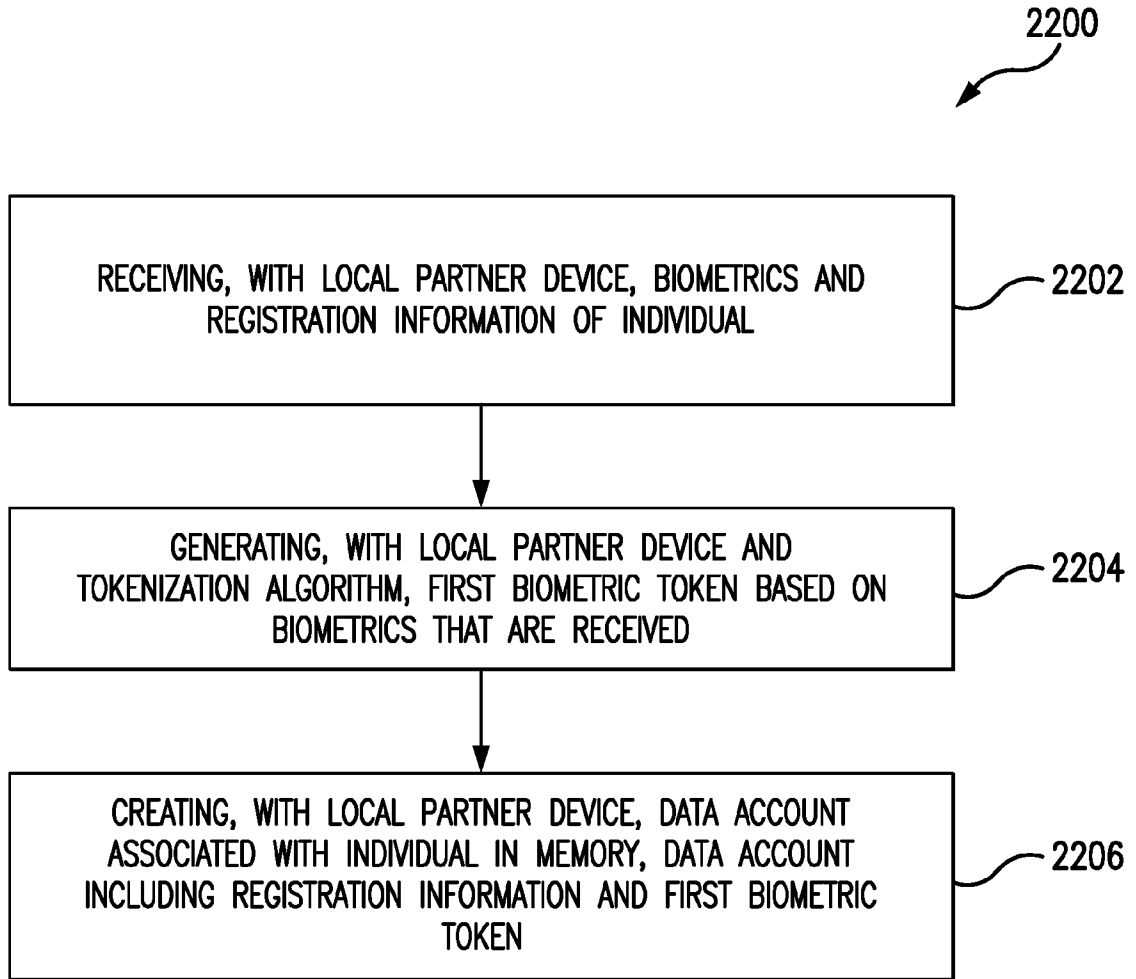 2200
RECEIVING, WITH LOCAL PARTNER DEVICE, BIOMETRICS AND
REGISTRATION INFORMATION OF INDIVIDUAL
2202
GENERATING, WITH LOCAL PARTNER DEVICE AND
TOKENIZATION ALGORITHM, FIRST BIOMETRIC TOKEN BASED ON
BIOMETRICS THAT ARE RECEIVED
2204
CREATING, WITH LOCAL PARTNER DEVICE, DATA ACCOUNT
ASSOCIATED WITH INDIVIDUAL IN MEMORY, DATA ACCOUNT
INCLUDING REGISTRATION INFORMATION AND FIRST BIOMETRIC
TOKEN
2206